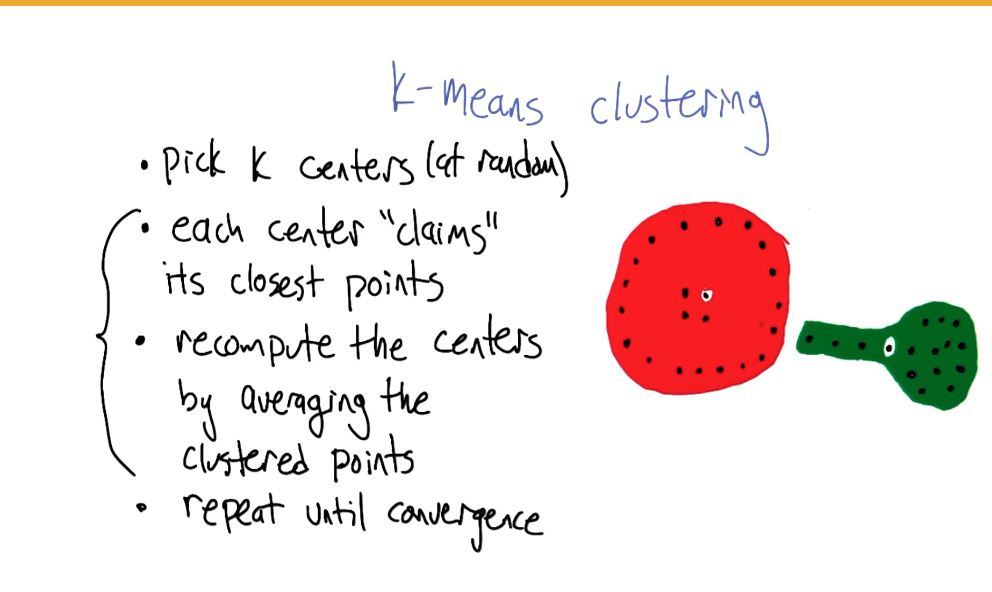 K-means clustering
• pick K centers (at random)
• each center "claims"
its closest points
• recompute the centers
by averaging the
clustered points
• repeat until convergence